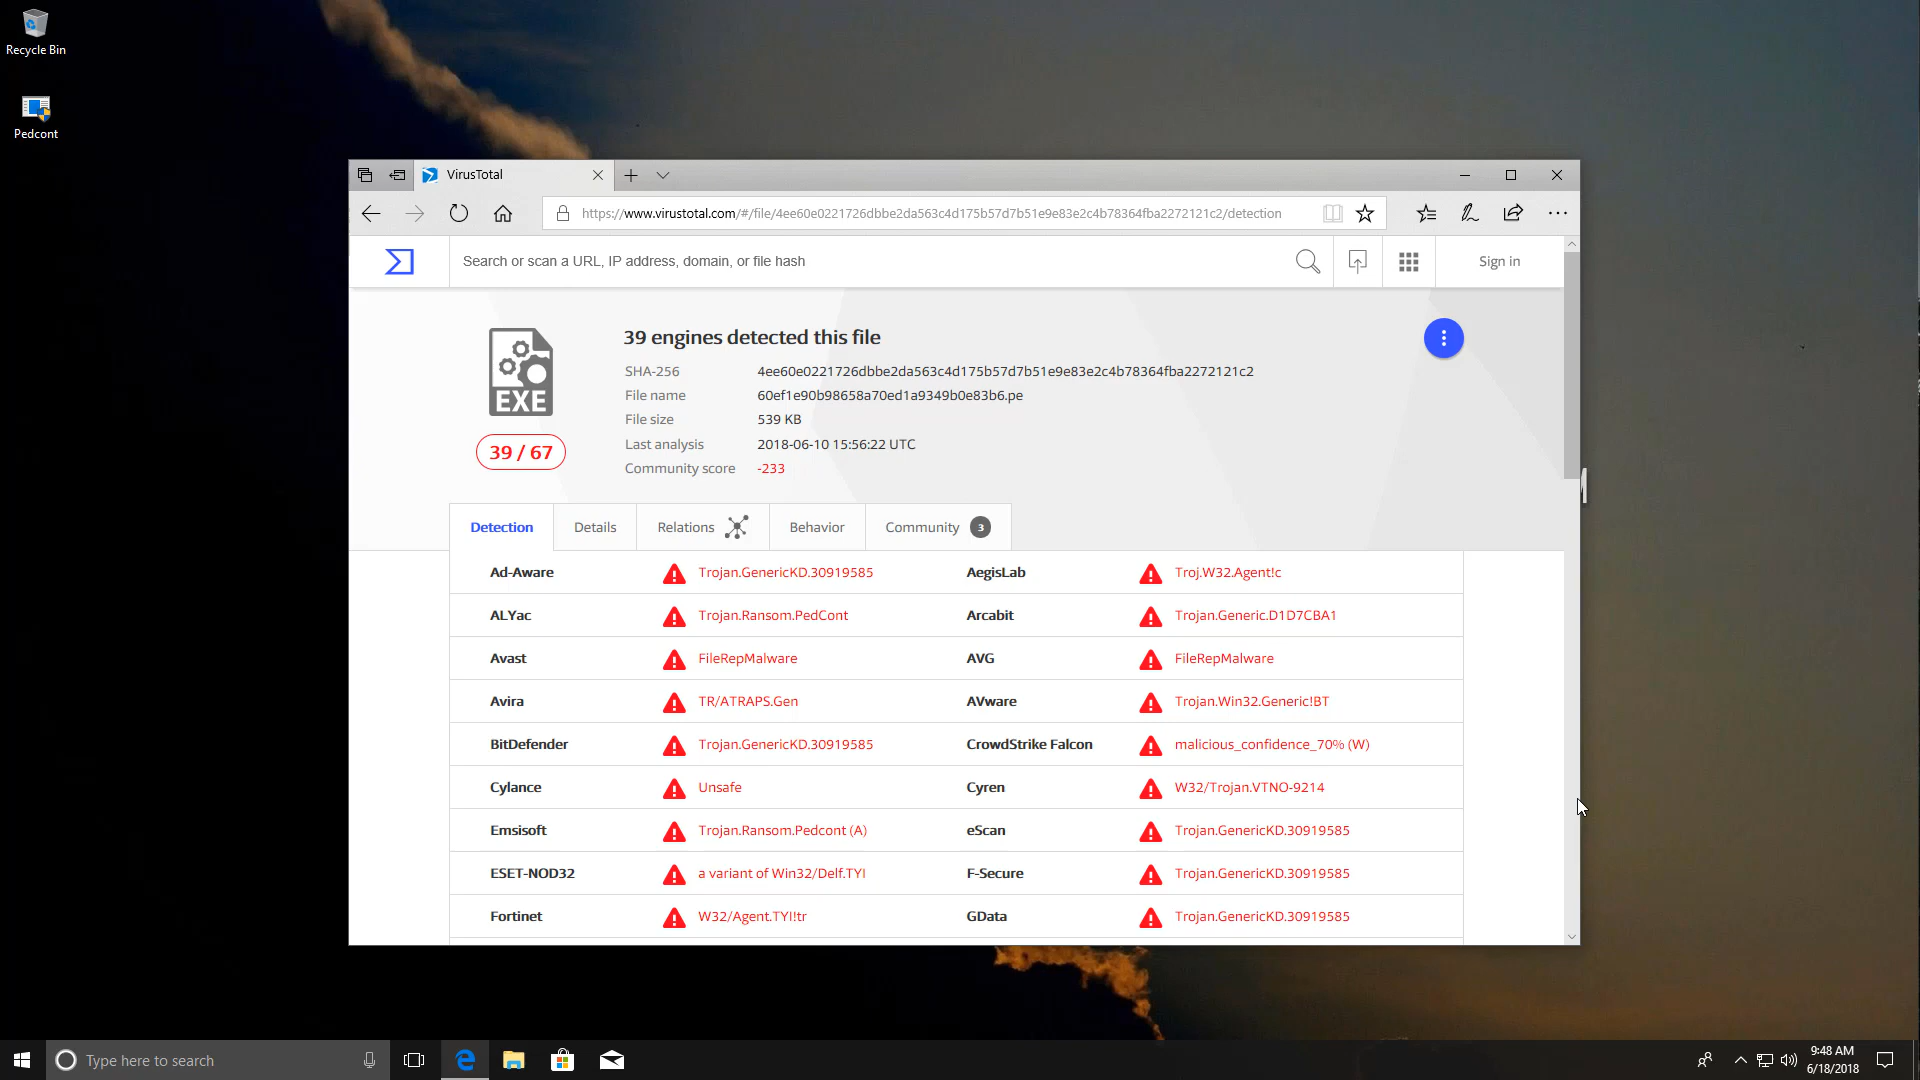 Recycle Bin
Pedcont
VirusTotal
https://www.virustotal.com/#/file/4ee60e0221726dbbe2da563c4d175b57d7b51e9e83e2c4b78364fba2272121c2/detection
Search or scan a URL, IP address, domain, or file hash
Sign in
EXE
39 / 67
39 engines detected this file
SHA-256 4ee60e0221726dbbe2da563c4d175b57d7b51e9e83e2c4b78364fba2272121c2
File name 60ef1e90b98658a70ed1a9349b0e83b6.pe
File size 539 KB
Last analysis 2018-06-10 15:56:22 UTC
Community score -233
Detection Details Relations Behavior Community 3
Ad-Aware Trojan.GenericKD.30919585 AegisLab Troj.W32.Agent!c
ALYac Trojan.Ransom.PedCont Arcabit Trojan.Generic.D1D7CBA1
Avast FileRepMalware AVG FileRepMalware
Avira TR/ATRAPS.Gen AVware Trojan.Win32.Generic!BT
BitDefender Trojan.GenericKD.30919585 CrowdStrike Falcon malicious_confidence_70% (W)
Cylance Unsafe Cyren W32/Trojan.VTNO-9214
Emsisoft Trojan.Ransom.Pedcont (A) eScan Trojan.GenericKD.30919585
ESET-NOD32 a variant of Win32/Delf.TYI F-Secure Trojan.GenericKD.30919585
Fortinet W32/Agent.TYI!tr GData Trojan.GenericKD.30919585
Type here to search
9:48 AM
6/18/2018